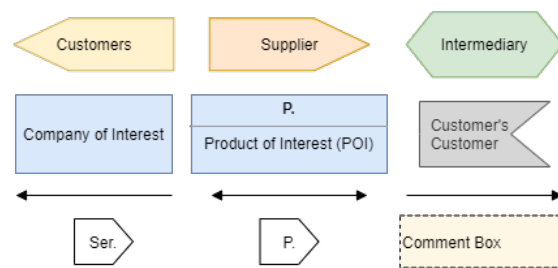 Customers
Supplier
Intermediary
Company of Interest
P.
Product of Interest (POI)
Customer's
Customer
Ser.
P.
Comment Box